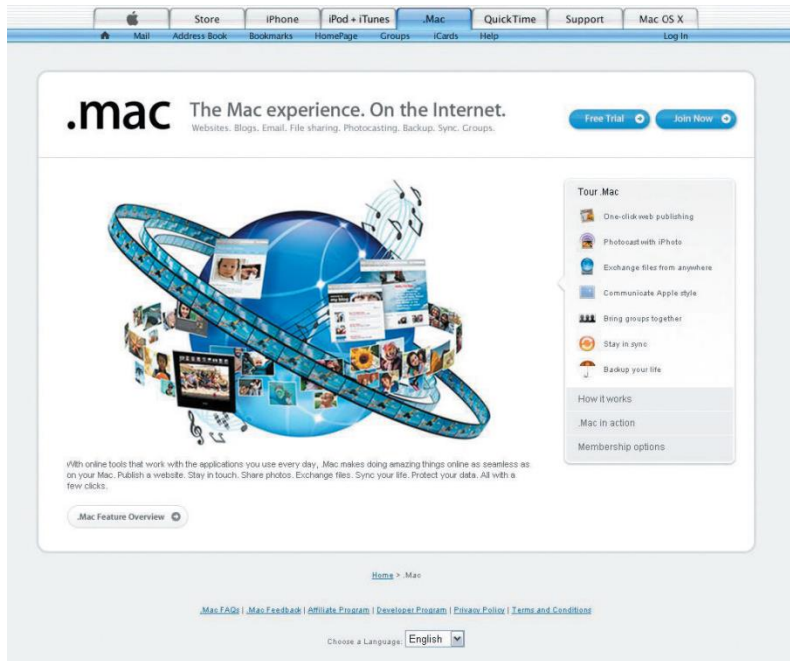 Store iPhone iPod + iTunes .Mac QuickTime Support Mac OS X
Mail Address Book Bookmarks HomePage Groups iCards Help Log In
.mac
The Mac experience. On the Internet.
Websites. Blogs. Email. File sharing. Photocasting. Backup. Sync. Groups.
Free Trial
Join Now
Tour .Mac
One-click web publishing
Photocast with iPhoto
Exchange files from anywhere
Communicate Apple style
Bring groups together
Stay in sync
Backup your life
How it works
.Mac in action
Membership options
With online tools that work with the applications you use every day, .Mac makes doing amazing things online as seamless as
on your Mac. Publish a website. Stay in touch. Share photos. Exchange files. Sync your life. Protect your data. All with a
few clicks.
.Mac Feature Overview
Home > .Mac
.Mac FAQs | .Mac Feedback | Affiliate Program | Developer Program | Privacy Policy | Terms and Conditions
Choose a Language: English